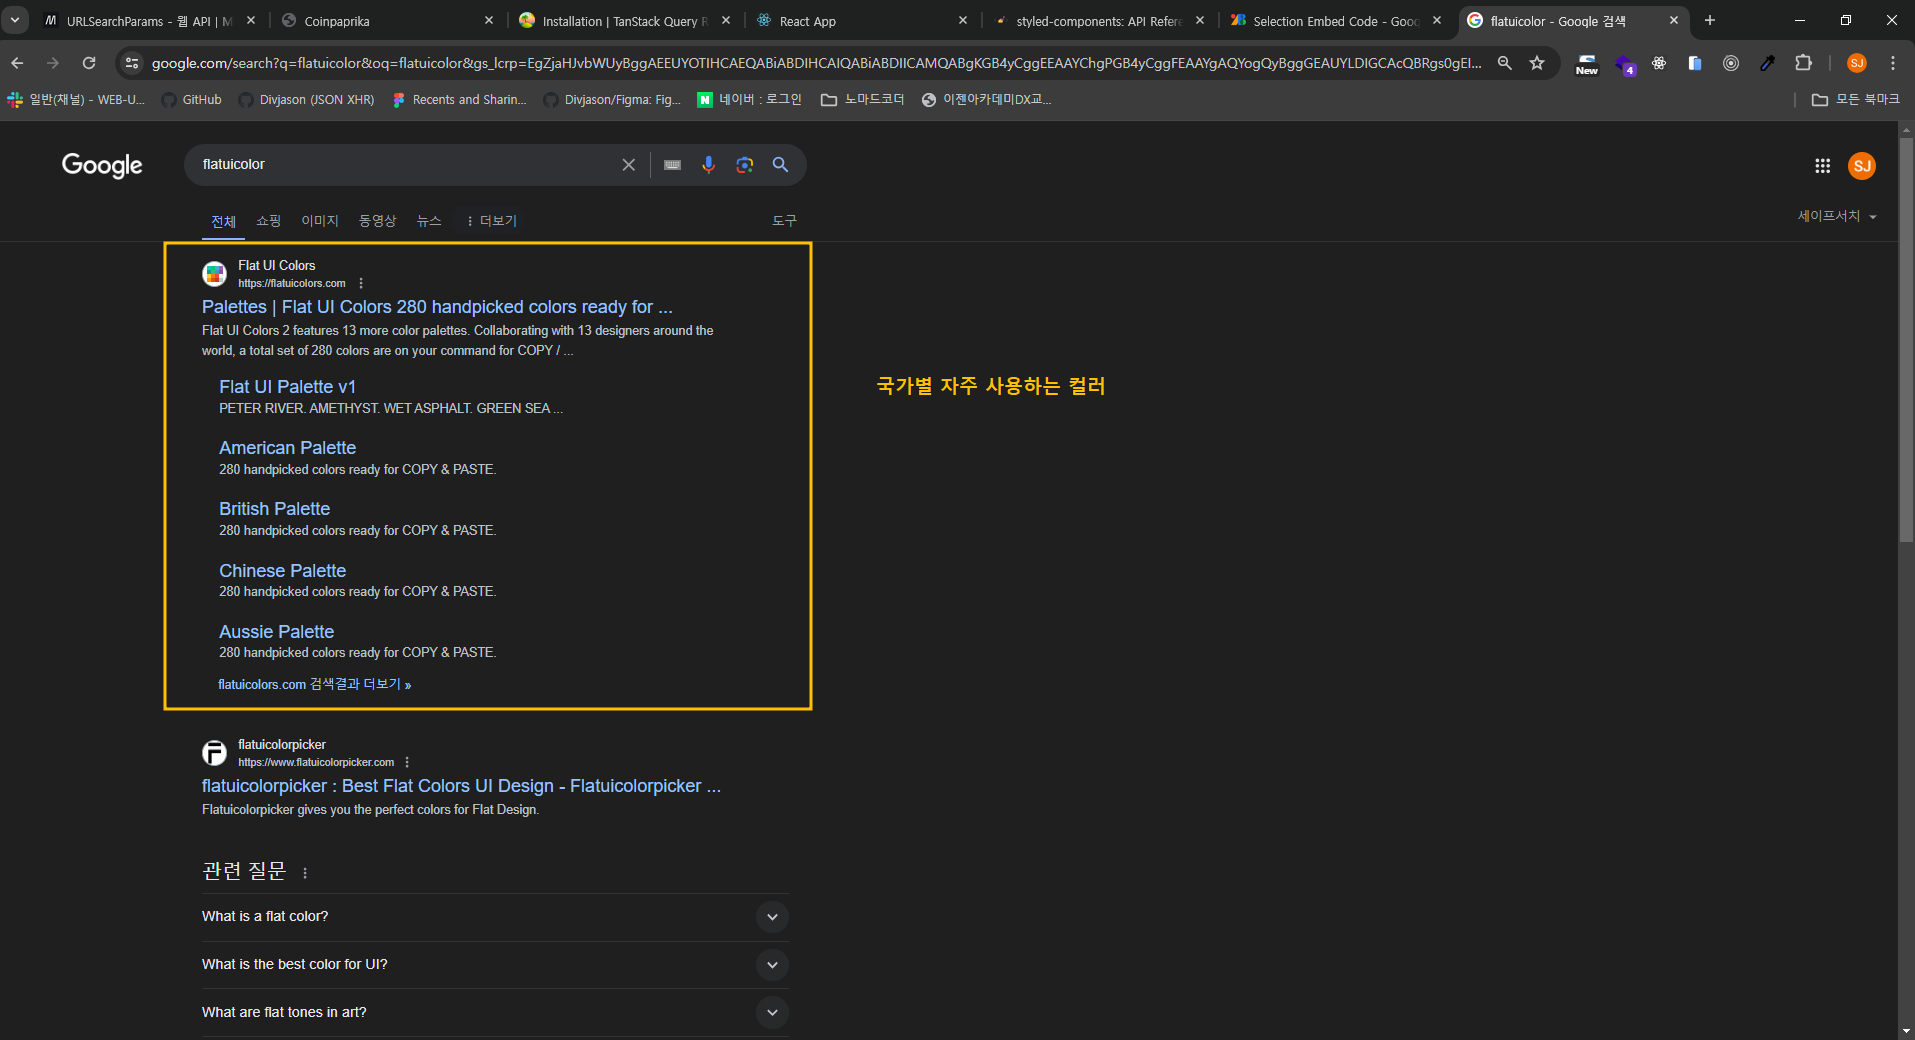 URLSearchParams - 웹 API | M
Coinpaprika
Installation | TanStack Query R
React App
styled-components: API Refere
Selection Embed Code - Goog
flatuicolor - Google 검색
google.com/search?q=flatuicolor&oq=flatuicolor&gs_lcrp=EgZjaHJvbWUyBggAEEUYOTIHCAEQABiABDIHCAIQABiABDIICAMQABgKGB4yCggEEAAYChgPGB4yCggFEAAYgAQYogQyBggGEAUYLDIGCAcQBRgs0gEI...
New
4
SJ
일반(채널) - WEB-U...
GitHub
Divjason (JSON XHR)
Recents and Sharin...
Divjason/Figma: Fig...
N 네이버 : 로그인
노마드코더
이젠아카데미DX교...
모든 북마크
Google
flatuicolor
SJ
전체
쇼핑
이미지
동영상
뉴스
더보기
도구
세이프서치
Flat UI Colors
https://flatuicolors.com
Palettes | Flat UI Colors 280 handpicked colors ready for ...
Flat UI Colors 2 features 13 more color palettes. Collaborating with 13 designers around the
world, a total set of 280 colors are on your command for COPY / ...
Flat UI Palette v1
PETER RIVER. AMETHYST. WET ASPHALT. GREEN SEA ...
국가별 자주 사용하는 컬러
American Palette
280 handpicked colors ready for COPY & PASTE.
British Palette
280 handpicked colors ready for COPY & PASTE.
Chinese Palette
280 handpicked colors ready for COPY & PASTE.
Aussie Palette
280 handpicked colors ready for COPY & PASTE.
flatuicolors.com 검색결과 더보기 »
flatuicolorpicker
https://www.flatuicolorpicker.com
flatuicolorpicker : Best Flat Colors UI Design - Flatuicolorpicker ...
Flatuicolorpicker gives you the perfect colors for Flat Design.
관련 질문
What is a flat color?
What is the best color for UI?
What are flat tones in art?